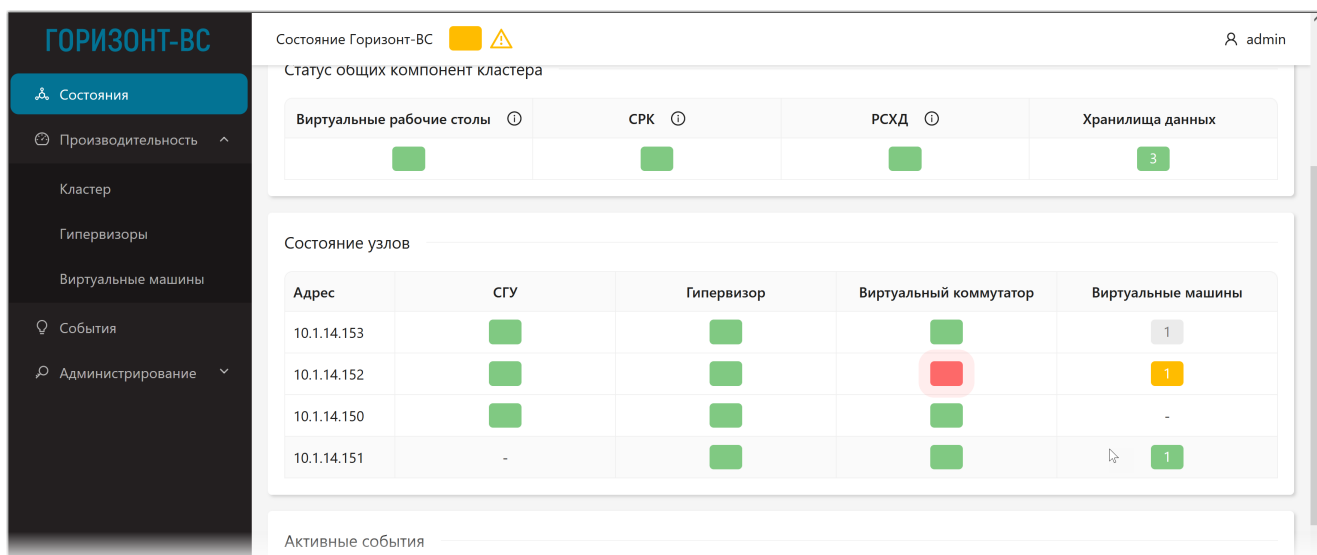 ГОРИЗОНТ-ВС
Состояние Горизонт-ВС
admin
Состояния
Производительность
Кластер
Гипервизоры
Виртуальные машины
События
Администрирование
Статус общих компонент кластера
Виртуальные рабочие столы СРК РСХД Хранилища данных
3
Состояние узлов
Адрес СГУ Гипервизор Виртуальный коммутатор Виртуальные машины
10.1.14.153 1
10.1.14.152 1
10.1.14.150 -
10.1.14.151 - 1
Активные события